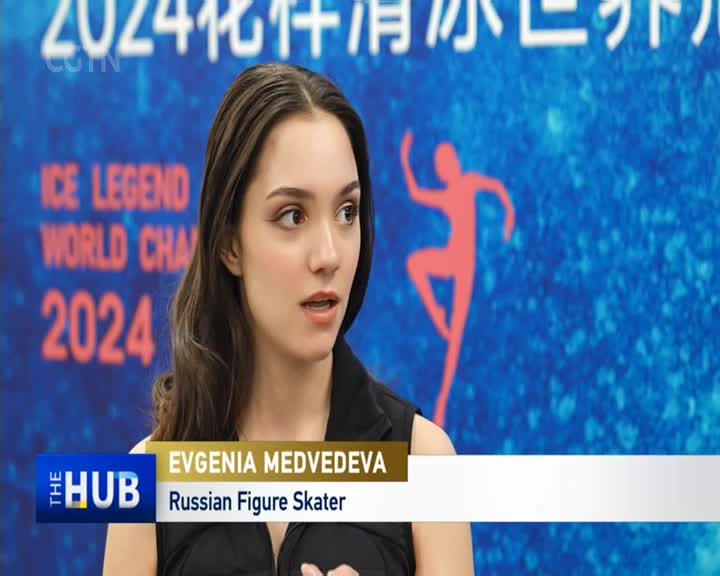 2024花样滑冰世界
CGTN
ICE LEGEND
WORLD CHA
2024
EVGENIA MEDVEDEVA
THE HUB
Russian Figure Skater